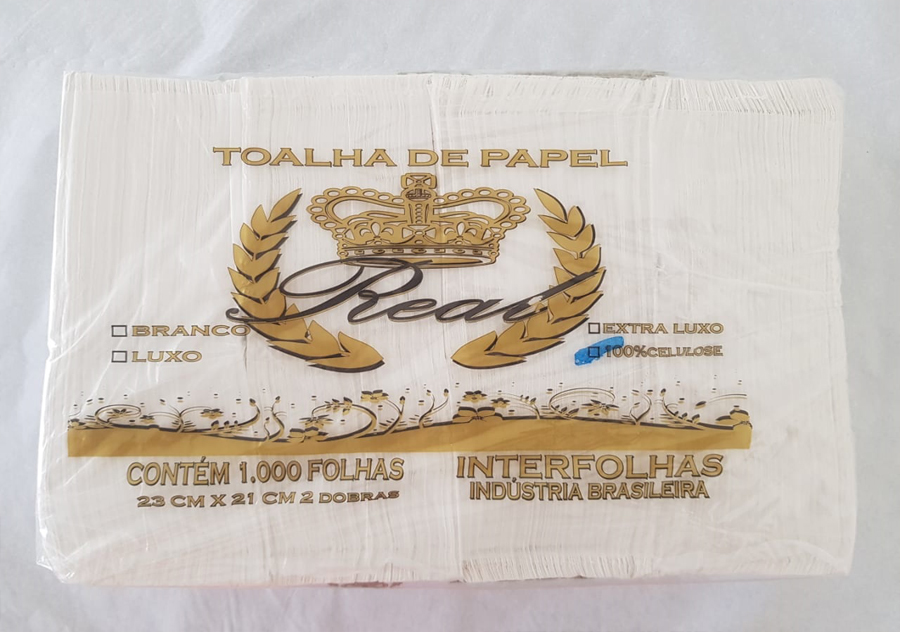 TOALHA DE PAPEL
Real
☐ BRANCO
☐ LUXO
☐ EXTRA LUXO
☐ 100% CELULOSE
CONTÉM 1.000 FOLHAS
23 CM X 21 CM 2 DOBRAS
INTERFOLHAS
INDÚSTRIA BRASILEIRA